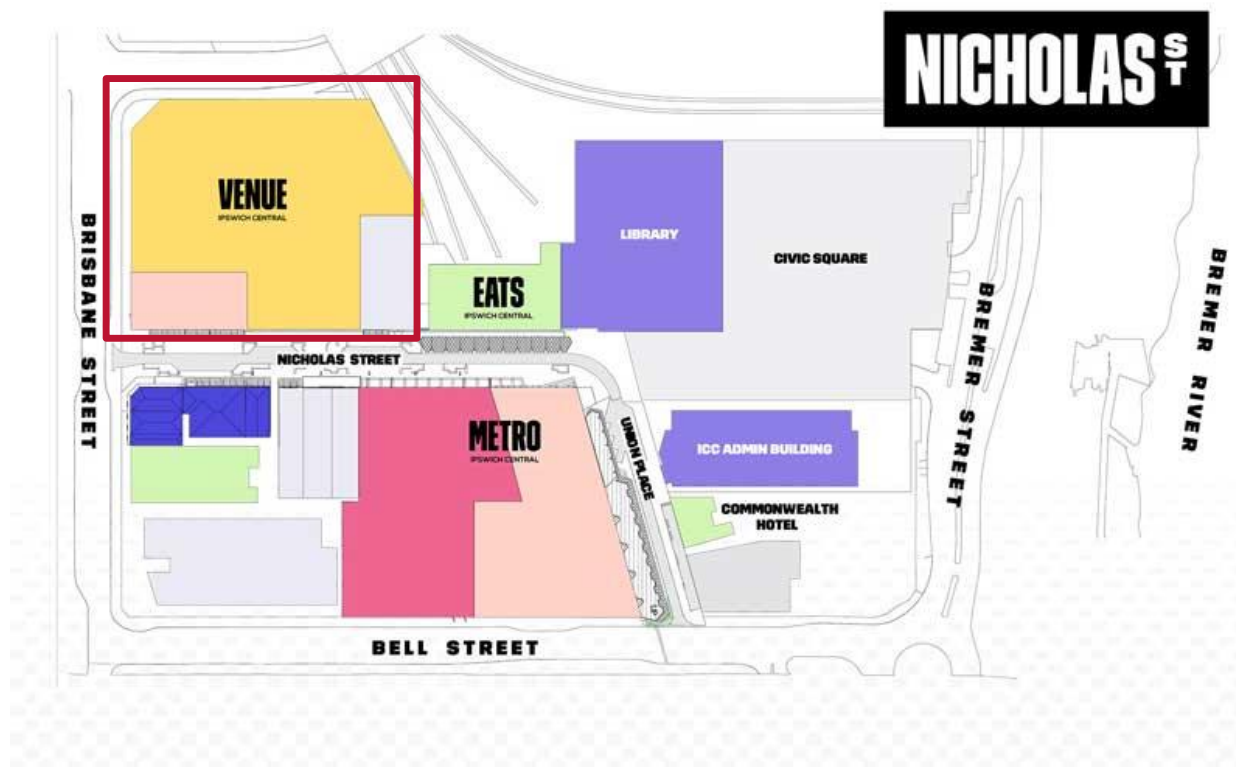 NICHOLAS ST
VENUE
IPSWICH CENTRAL
LIBRARY
CIVIC SQUARE
EATS
IPSWICH CENTRAL
BRISBANE STREET
NICHOLAS STREET
BREMER STREET
BREMER RIVER
METRO
IPSWICH CENTRAL
UNION PLACE
ICC ADMIN BUILDING
COMMONWEALTH
HOTEL
BELL STREET